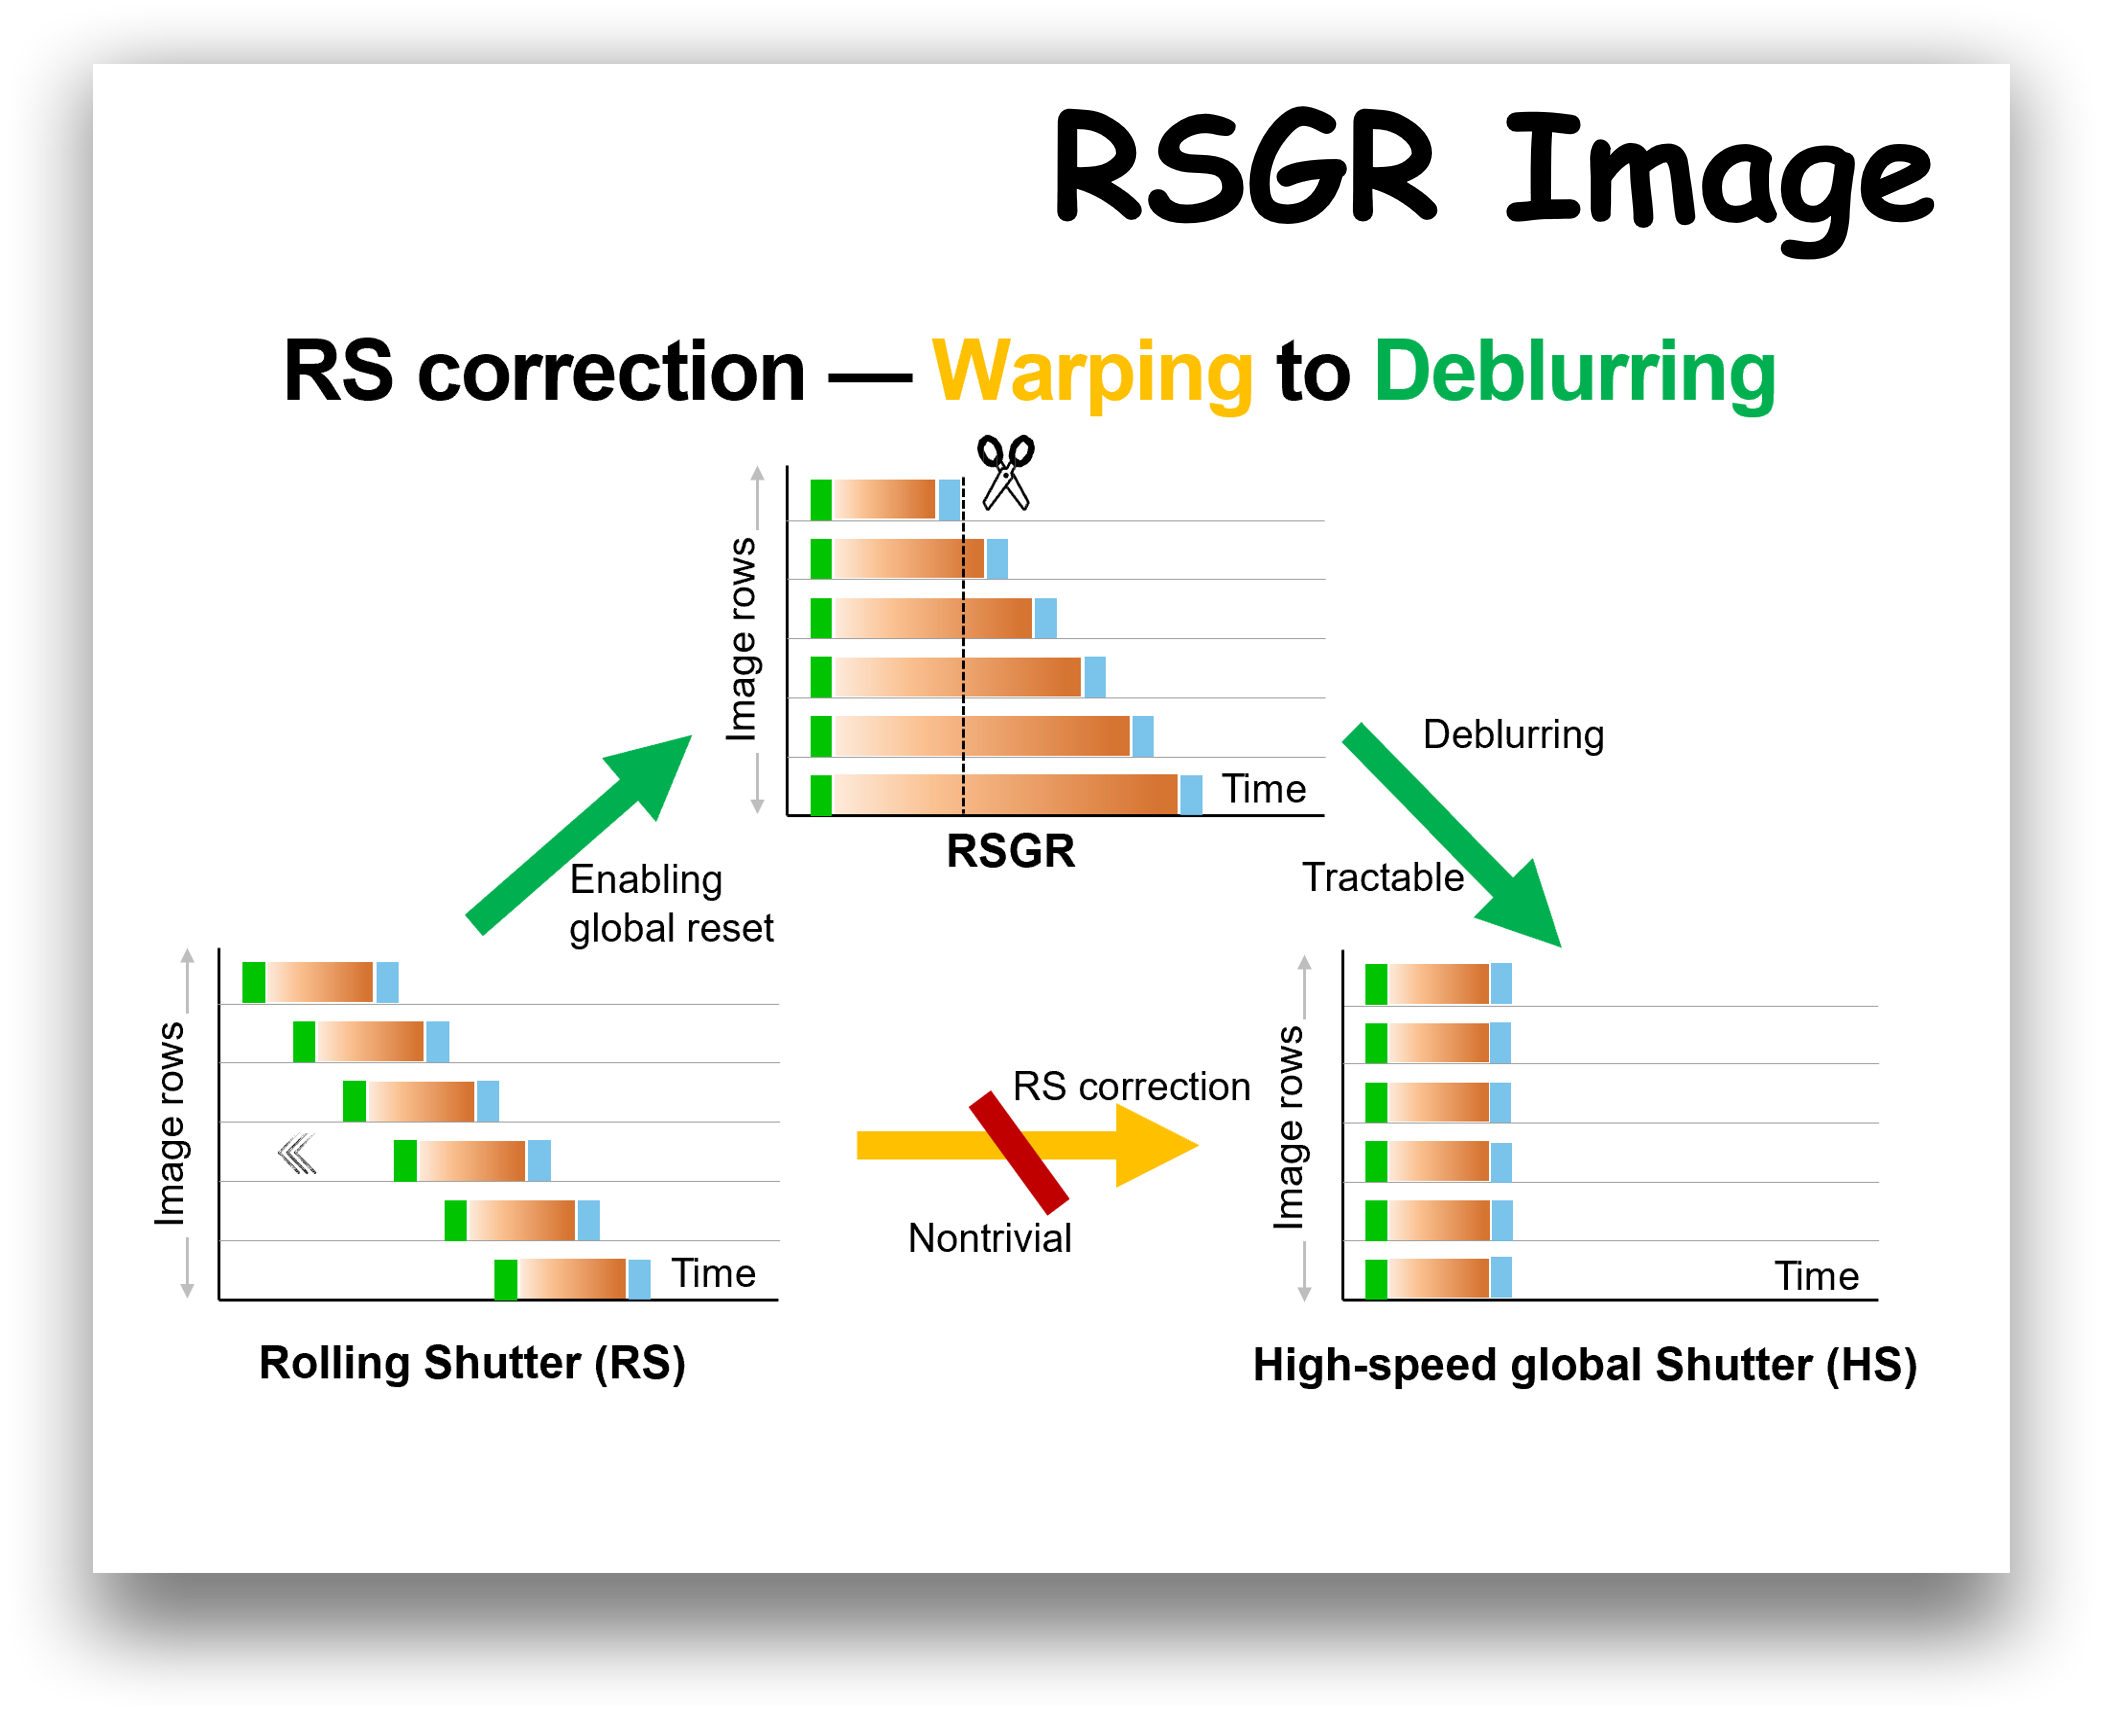 RSGR Image
RS correction — Warping to Deblurring
Image rows
Time
RSGR
Deblurring
Tractable
Enabling
global reset
Image rows
Time
Rolling Shutter (RS)
RS correction
Nontrivial
Image rows
Time
High-speed global Shutter (HS)